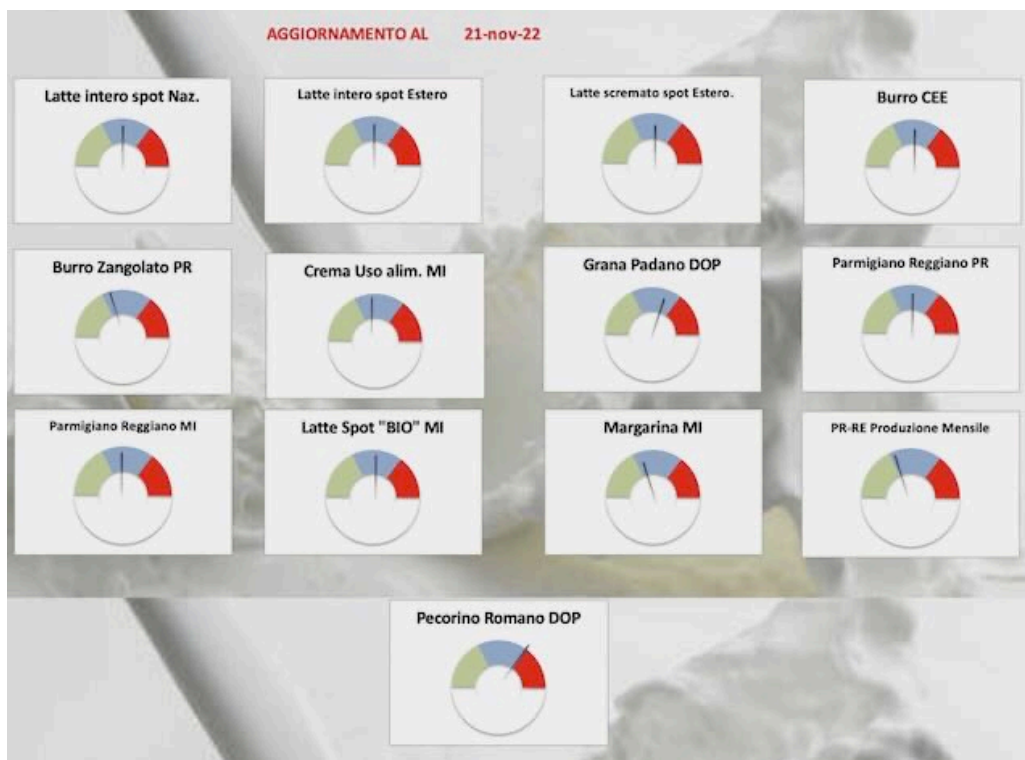 AGGIORNAMENTO AL 21-nov-22
Latte intero spot Naz.
Latte intero spot Estero
Latte scremato spot Estero.
Burro CEE
Burro Zangolato PR
Crema Uso alim. MI
Grana Padano DOP
Parmigiano Reggiano PR
Parmigiano Reggiano MI
Latte Spot "BIO" MI
Margarina MI
PR-RE Produzione Mensile
Pecorino Romano DOP